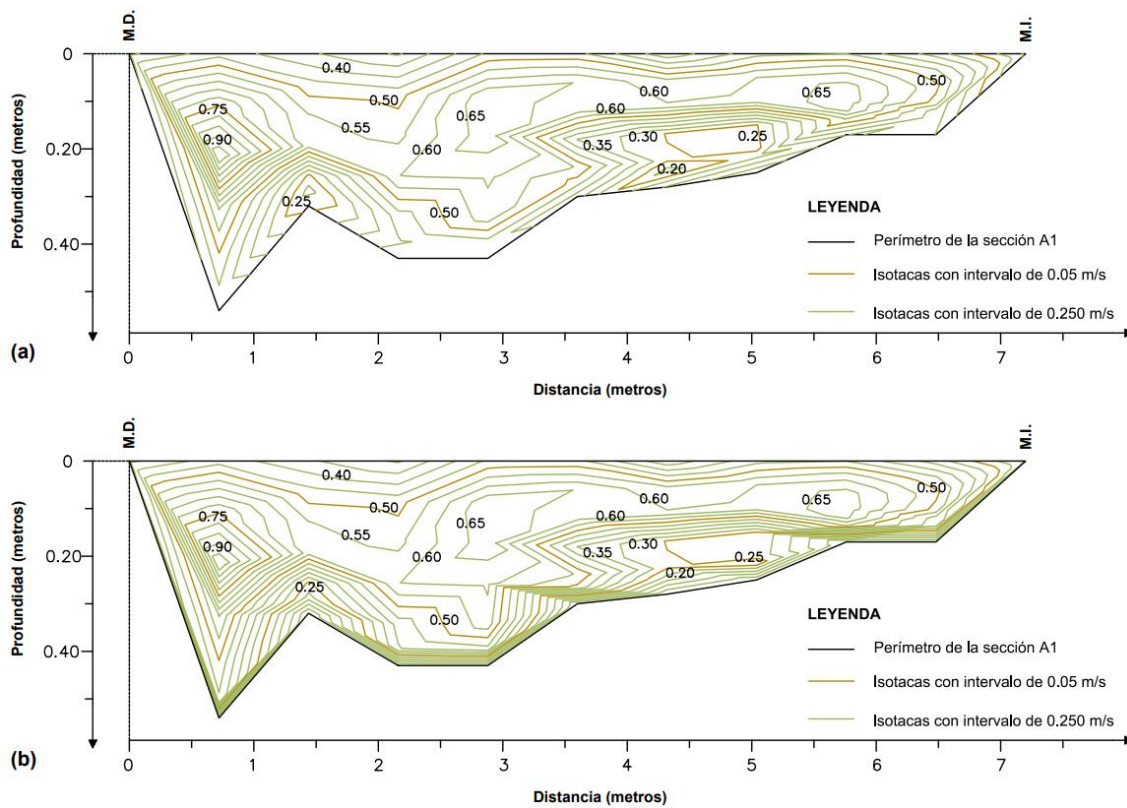 M.D.
M.I.
0
0.40
0.60
0.65
0.50
0.75
0.50
0.65
0.60
0.90
0.55
0.30
0.25
0.35
0.20
0.60
0.20
0.25
0.50
0.40
Profundidad (metros)
LEYENDA
Perímetro de la sección A1
Isotacas con intervalo de 0.05 m/s
Isotacas con intervalo de 0.250 m/s
(a)
0 1 2 3 4 5 6 7
Distancia (metros)
M.D.
M.I.
0
0.40
0.60
0.65
0.50
0.75
0.50
0.65
0.60
0.90
0.55
0.30
0.25
0.35
0.20
0.60
0.20
0.25
0.50
0.40
Profundidad (metros)
LEYENDA
Perímetro de la sección A1
Isotacas con intervalo de 0.05 m/s
Isotacas con intervalo de 0.250 m/s
(b)
0 1 2 3 4 5 6 7
Distancia (metros)